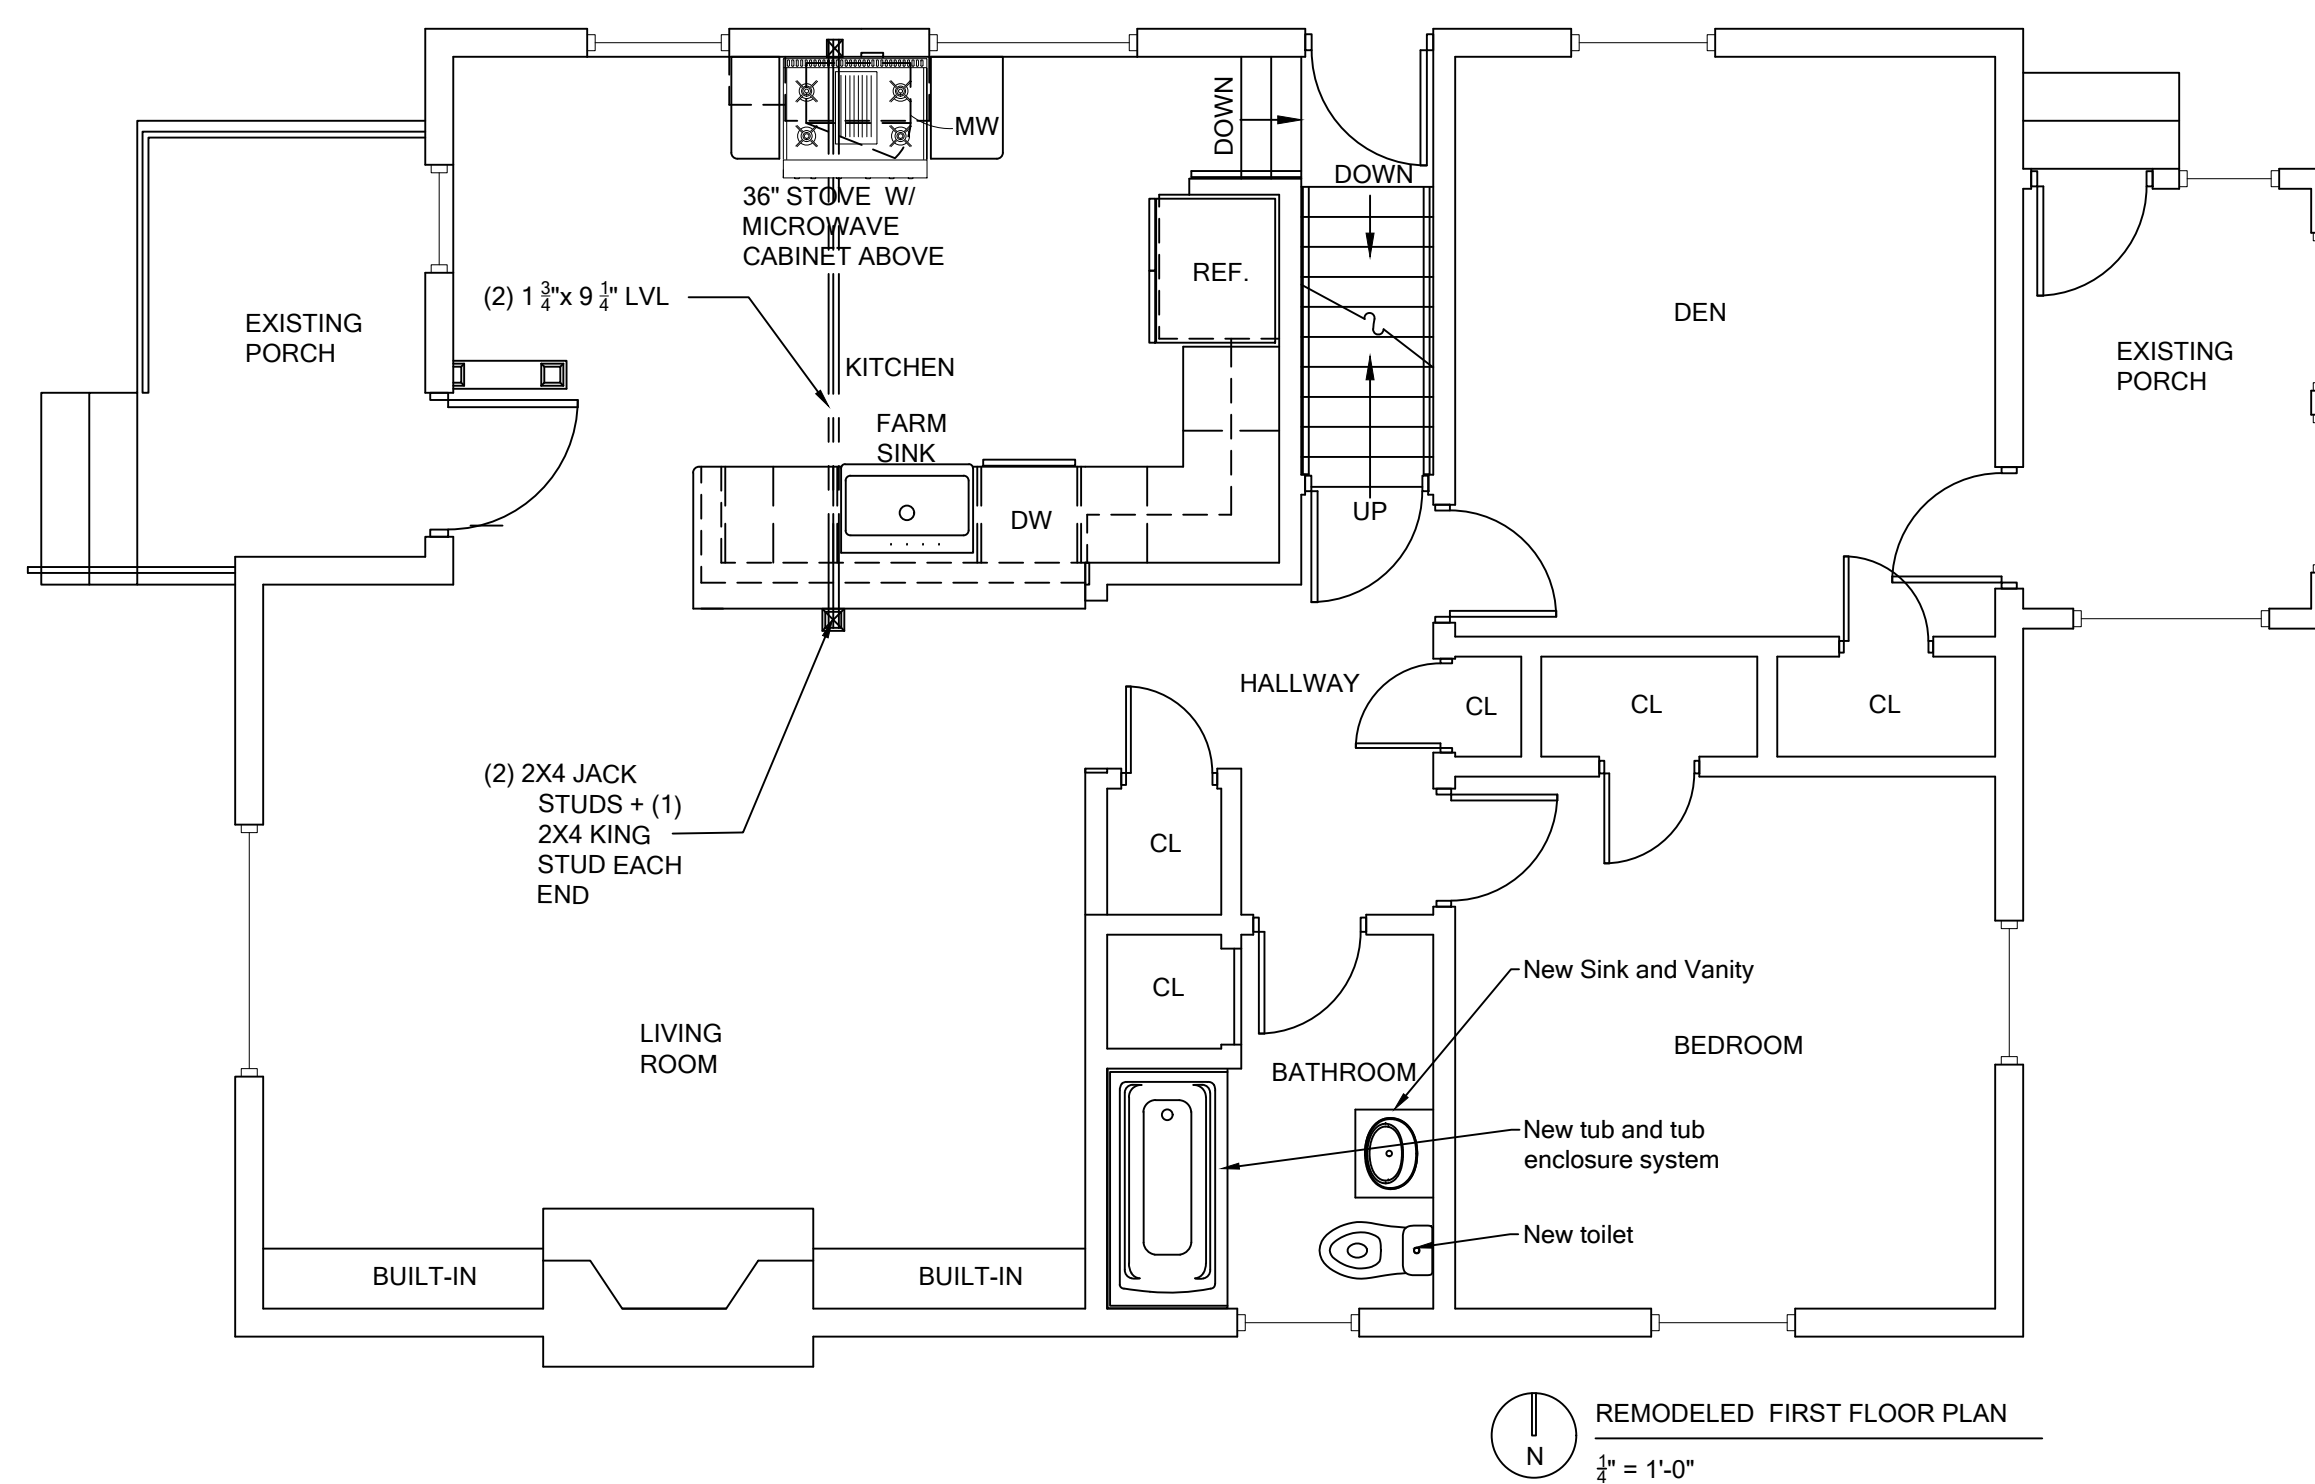 DOWN
MW
DOWN
36" STOVE W/
MICROWAVE
CABINET ABOVE
REF.
(2) 1 3/4"x 9 1/4" LVL
DEN
EXISTING
PORCH
EXISTING
PORCH
KITCHEN
FARM
SINK
DW
UP
HALLWAY
CL
CL
CL
(2) 2X4 JACK
STUDS + (1)
2X4 KING
STUD EACH
END
CL
CL
New Sink and Vanity
LIVING
ROOM
BATHROOM
BEDROOM
New tub and tub
enclosure system
New toilet
BUILT-IN
BUILT-IN
REMODELED FIRST FLOOR PLAN
N
1/4" = 1'-0"